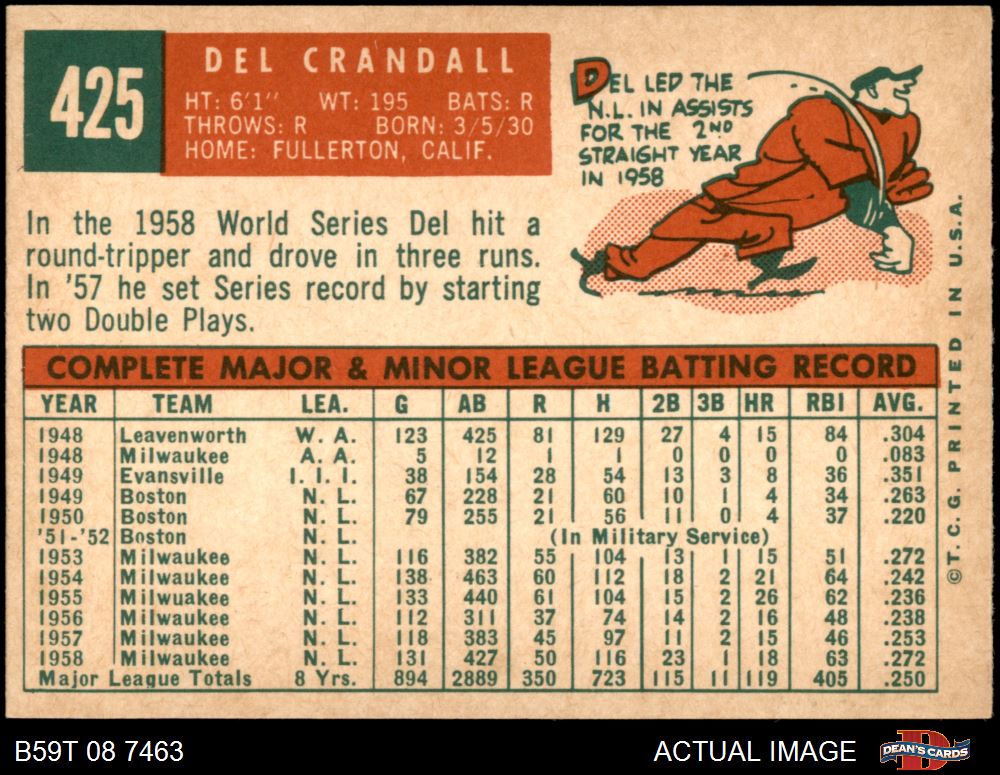 425
DEL CRANDALL
HT: 6'1" WT: 195 BATS: R
THROWS: R BORN: 3/5/30
HOME: FULLERTON, CALIF.
DEL LED THE
N.L. IN ASSISTS
FOR THE 2ND
STRAIGHT YEAR
IN 1958
In the 1958 World Series Del hit a
round-tripper and drove in three runs.
In '57 he set Series record by starting
two Double Plays.
COMPLETE MAJOR & MINOR LEAGUE BATTING RECORD
YEAR TEAM LEA. G AB R H 2B 3B HR RBI AVG.
1948 Leavenworth W. A. 123 425 81 129 27 4 15 84 .304
1948 Milwaukee A. A. 5 12 1 1 0 0 0 0 .083
1949 Evansville I. I. I. 38 154 28 54 13 3 8 36 .351
1949 Boston N. L. 67 228 21 60 10 1 4 34 .263
1950 Boston N. L. 79 255 21 56 11 0 4 37 .220
'51-'52 Boston N. L. (In Military Service)
1953 Milwaukee N. L. 116 382 55 104 13 1 15 51 .272
1954 Milwaukee N. L. 138 463 60 112 18 2 21 64 .242
1955 Milwuakee N. L. 133 440 61 104 15 2 26 62 .236
1956 Milwaukee N. L. 112 311 37 74 14 2 16 48 .238
1957 Milwaukee N. L. 118 383 45 97 11 2 15 46 .253
1958 Milwaukee N. L. 131 427 50 116 23 1 18 63 .272
Major League Totals 8 Yrs. 894 2889 350 723 115 11 119 405 .250
©T. C. G. PRINTED IN U.S.A.
B59T 08 7463
ACTUAL IMAGE
D
DEAN'S CARDS